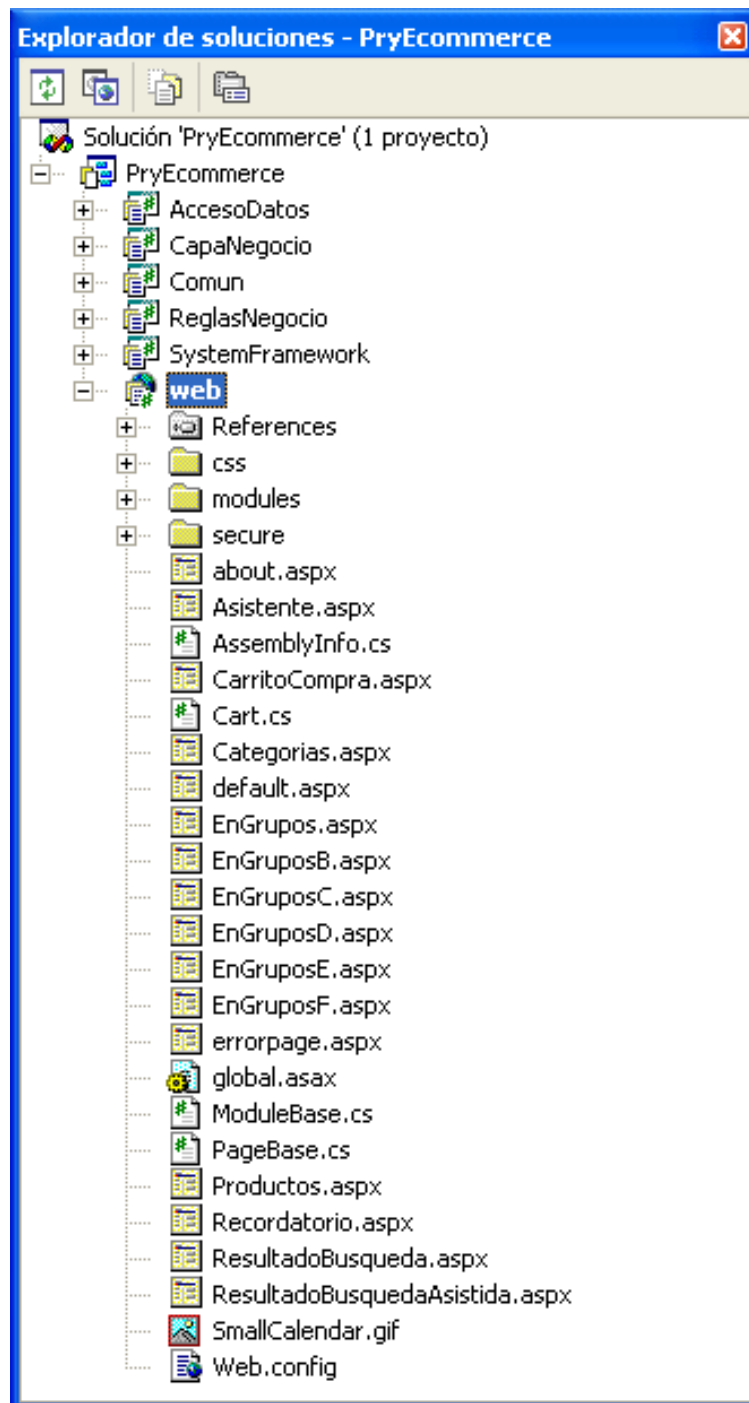 Explorador de soluciones - PryEcommerce
Solución 'PryEcommerce' (1 proyecto)
PryEcommerce
AccesoDatos
CapaNegocio
Comun
ReglasNegocio
SystemFramework
web
References
css
modules
secure
about.aspx
Asistente.aspx
AssemblyInfo.cs
CarritoCompra.aspx
Cart.cs
Categorias.aspx
default.aspx
EnGrupos.aspx
EnGruposB.aspx
EnGruposC.aspx
EnGruposD.aspx
EnGruposE.aspx
EnGruposF.aspx
errorpage.aspx
global.asax
ModuleBase.cs
PageBase.cs
Productos.aspx
Recordatorio.aspx
ResultadoBusqueda.aspx
ResultadoBusquedaAsistida.aspx
SmallCalendar.gif
Web.config